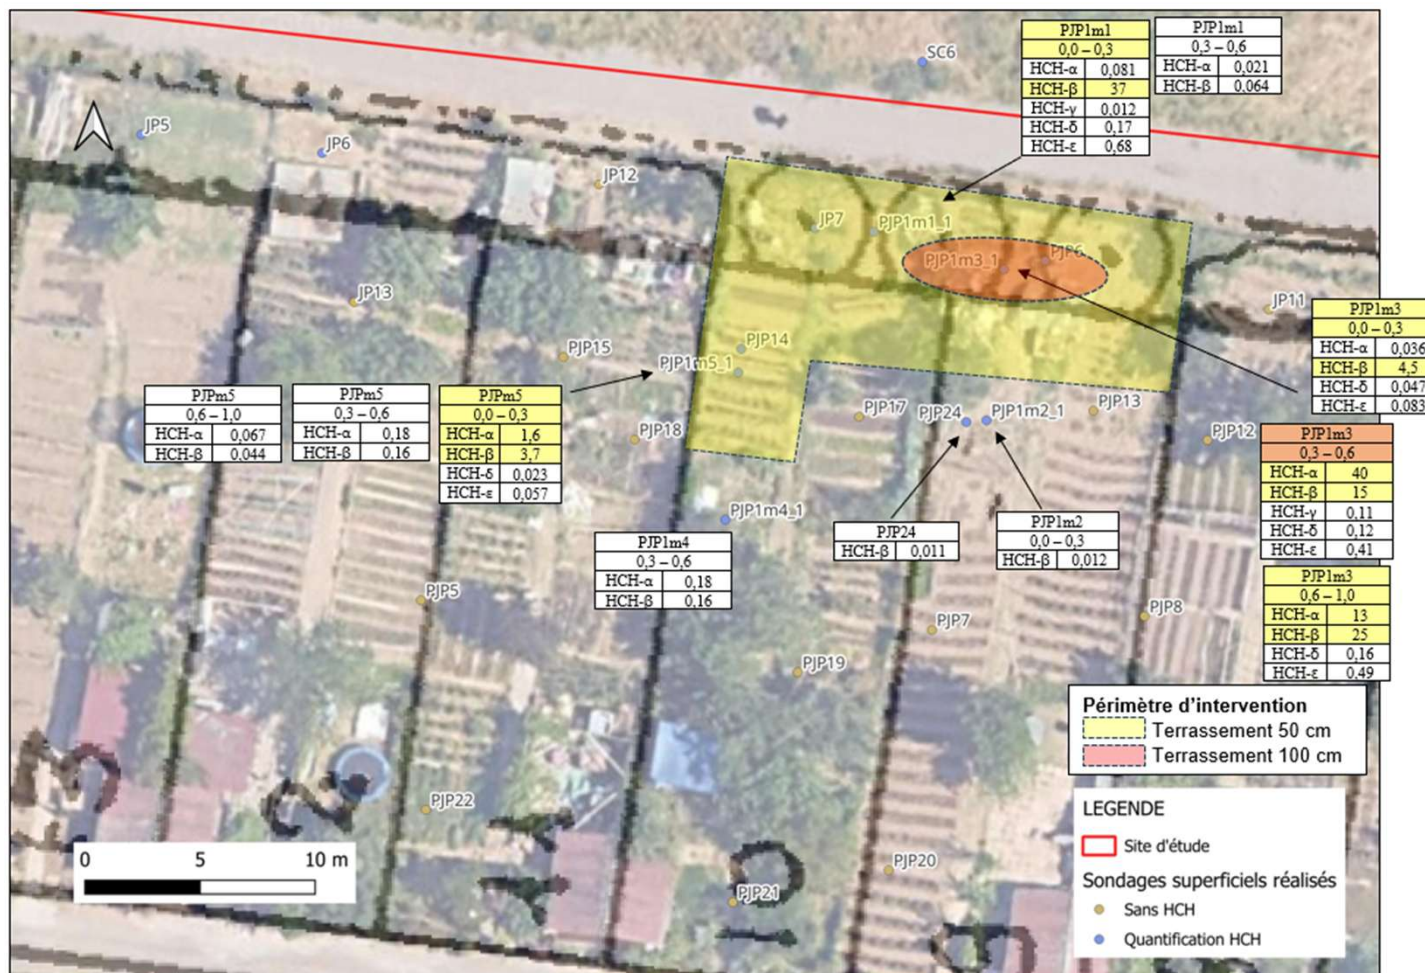 SC6
PJP1m1
0,0 – 0,3
HCH-α 0,081
HCH-β 37
HCH-γ 0.012
HCH-δ 0,17
HCH-ε 0,68
PJP1m1
0,3 – 0,6
HCH-α 0,021
HCH-β 0.064
JP5
JP6
JP12
JP7
PJP1m1_1
PJP1m3_1
PJP6
JP11
JP13
PJP15
PJP14
PJP1m5_1
PJP1m3
0,0 – 0,3
HCH-α 0,036
HCH-β 4,5
HCH-δ 0,047
HCH-ε 0,083
PJPm5
0,6 – 1,0
HCH-α 0,067
HCH-β 0,044
PJPm5
0,3 – 0,6
HCH-α 0,18
HCH-β 0,16
PJPm5
0,0 – 0,3
HCH-α 1,6
HCH-β 3,7
HCH-δ 0,023
HCH-ε 0,057
PJP18
PJP17
PJP24
PJP1m2_1
PJP13
PJP12
PJP1m3
0,3 – 0,6
HCH-α 40
HCH-β 15
HCH-γ 0.11
HCH-δ 0,12
HCH-ε 0.41
PJP1m4_1
PJP1m4
0,3 – 0,6
HCH-α 0,18
HCH-β 0,16
PJP24
HCH-β 0,011
PJP1m2
0,0 – 0,3
HCH-β 0,012
PJP1m3
0,6 – 1,0
HCH-α 13
HCH-β 25
HCH-δ 0,16
HCH-ε 0.49
PJP5
PJP7
PJP8
PJP19
PJP22
PJP20
PJP21
Périmètre d'intervention
Terrassement 50 cm
Terrassement 100 cm
LEGENDE
Site d'étude
Sondages superficiels réalisés
Sans HCH
Quantification HCH
0 5 10 m